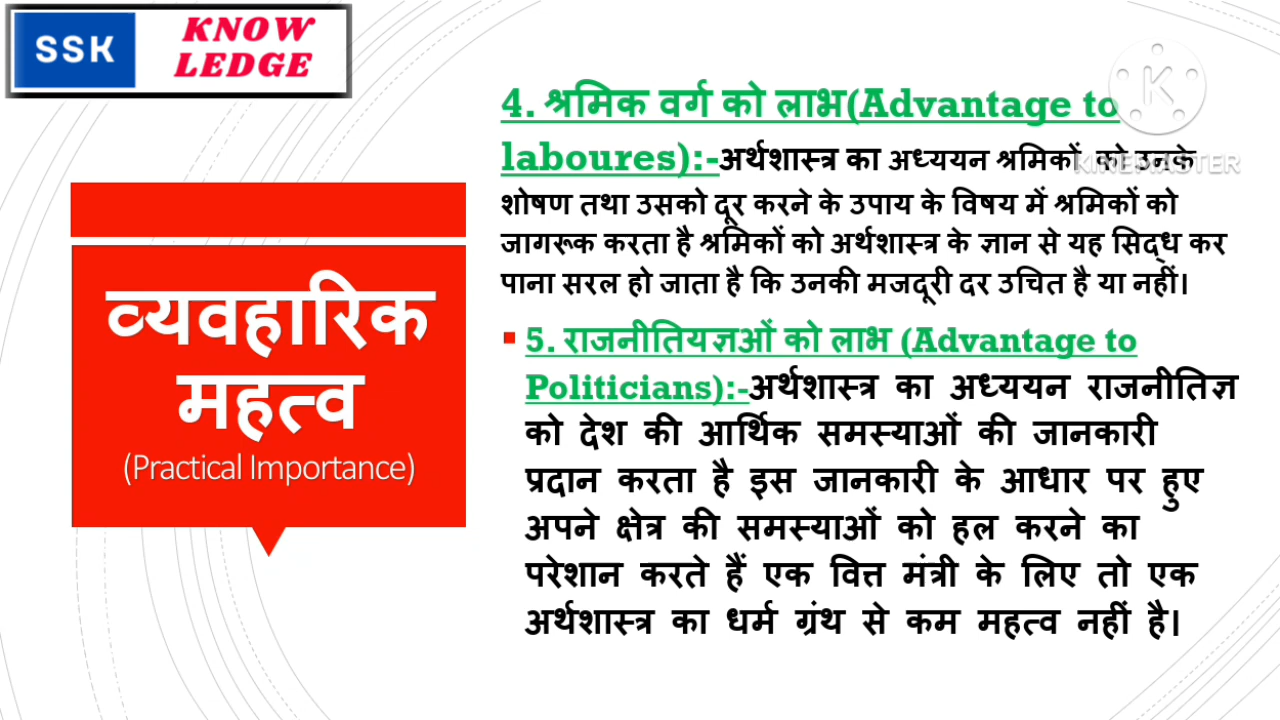 SSK
KNOW
LEDGE
व्यवहारिक
महत्व
(Practical Importance)
4. श्रमिक वर्ग को लाभ(Advantage to
laboures):-अर्थशास्त्र का अध्ययन श्रमिकों को उनके
शोषण तथा उसको दूर करने के उपाय के विषय में श्रमिकों को
जागरूक करता है श्रमिकों को अर्थशास्त्र के ज्ञान से यह सिद्ध कर
पाना सरल हो जाता है कि उनकी मजदूरी दर उचित है या नहीं।
5. राजनीतियज्ञओं को लाभ (Advantage to
Politicians):-अर्थशास्त्र का अध्ययन राजनीतिज्ञ
को देश की आर्थिक समस्याओं की जानकारी
प्रदान करता है इस जानकारी के आधार पर हुए
अपने क्षेत्र की समस्याओं को हल करने का
परेशान करते हैं एक वित्त मंत्री के लिए तो एक
अर्थशास्त्र का धर्म ग्रंथ से कम महत्व नहीं है।
K
KINEMASTER